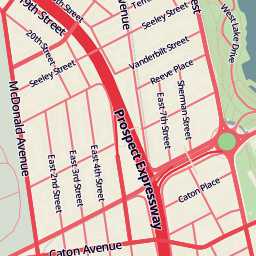 19th Street
20th Street
Street
Avenue
Terr
Seeley Street
West Lake Drive
Vanderbilt Street
Seeley Street
Reeve Place
McDonald Avenue
Sherman Street
East 7th Street
Prospect Expressway
East 2nd Street
East 3rd Street
East 4th Street
Caton Place
Caton Avenue